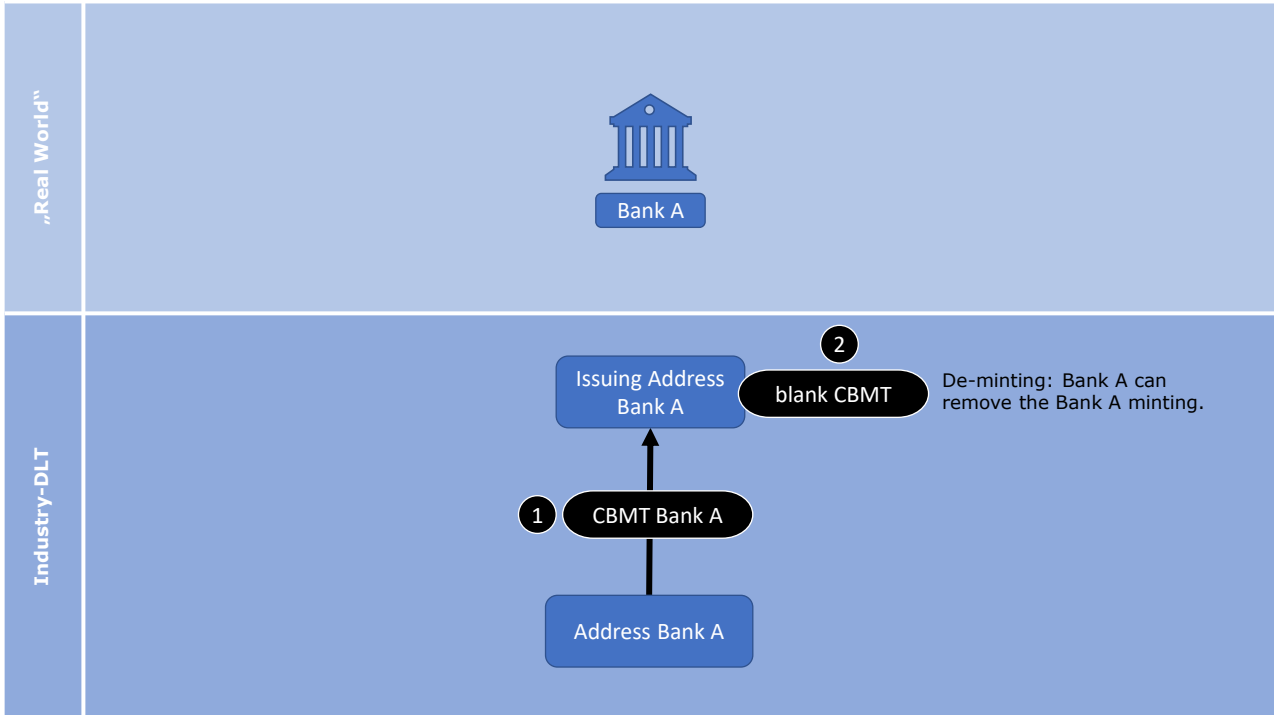 „Real World“
Bank A
2
Issuing Address
Bank A
blank CBMT
De-minting: Bank A can
remove the Bank A minting.
Industry-DLT
1
CBMT Bank A
Address Bank A